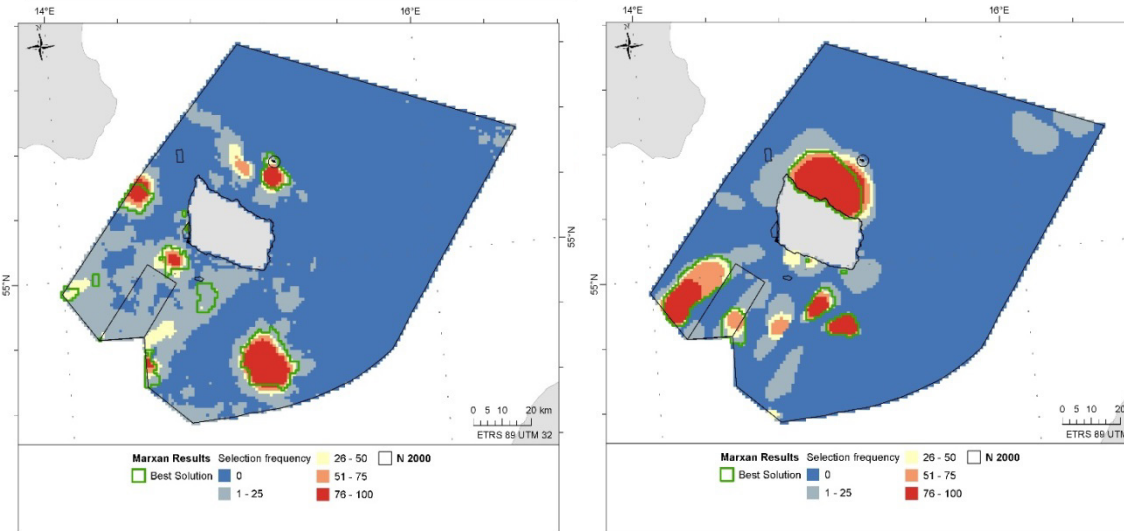 14°E 16°E
55°N
55°N
0 5 10 20 km
ETRS 89 UTM 32
Marxan Results Selection frequency 26 - 50 N 2000
Best Solution 0 51 - 75
1 - 25 76 - 100
14°E 16°E
55°N
55°N
0 5 10 20
ETRS 89 UTM
Marxan Results Selection frequency 26 - 50 N 2000
Best Solution 0 51 - 75
1 - 25 76 - 100